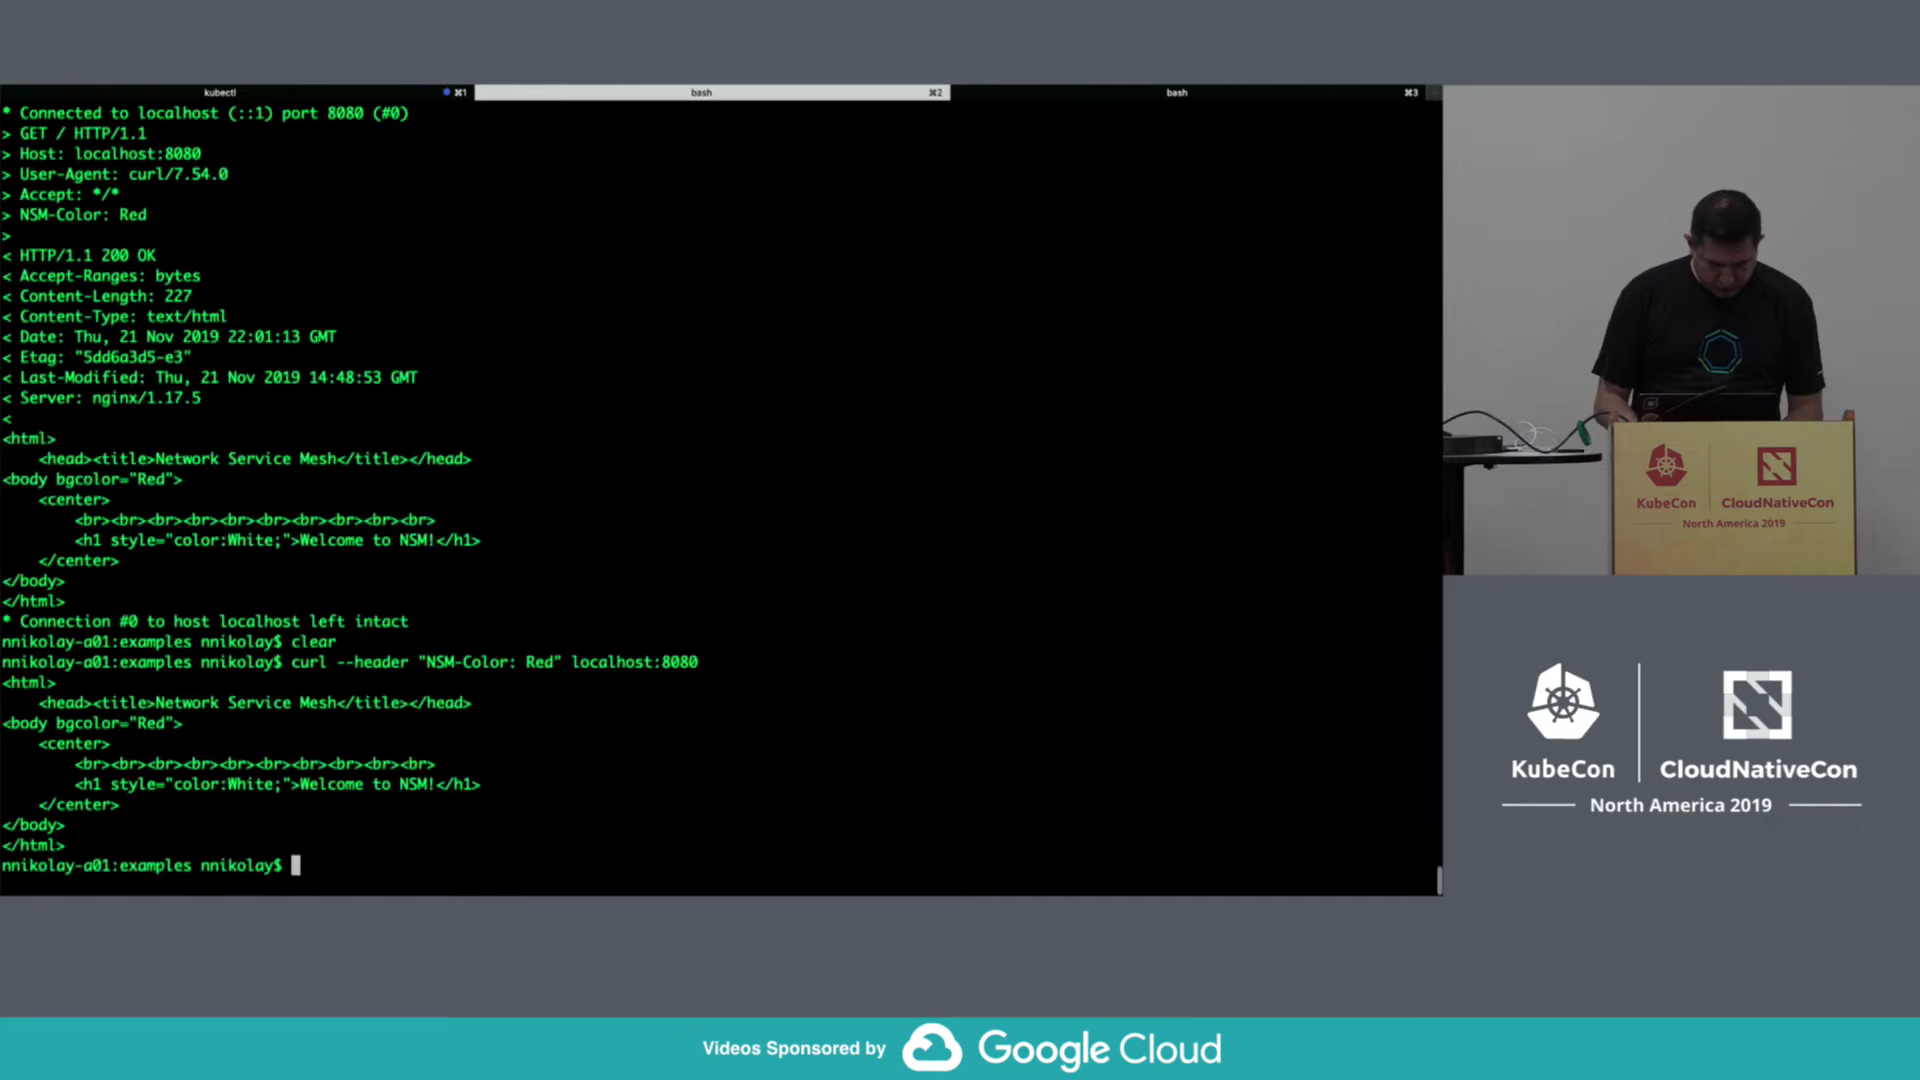 kubectl ⌘1 bash ⌘2 bash ⌘3
* Connected to localhost (::1) port 8080 (#0)
> GET / HTTP/1.1
> Host: localhost:8080
> User-Agent: curl/7.54.0
> Accept: */*
> NSM-Color: Red
>
< HTTP/1.1 200 OK
< Accept-Ranges: bytes
< Content-Length: 227
< Content-Type: text/html
< Date: Thu, 21 Nov 2019 22:01:13 GMT
< Etag: "5dd6a3d5-e3"
< Last-Modified: Thu, 21 Nov 2019 14:48:53 GMT
< Server: nginx/1.17.5
<
<html>
    <head><title>Network Service Mesh</title></head>
<body bgcolor="Red">
    <center>
        <br><br><br><br><br><br><br><br><br><br>
        <h1 style="color:White;">Welcome to NSM!</h1>
    </center>
</body>
</html>
* Connection #0 to host localhost left intact
nnikolay-a01:examples nnikolay$ clear
nnikolay-a01:examples nnikolay$ curl --header "NSM-Color: Red" localhost:8080
<html>
    <head><title>Network Service Mesh</title></head>
<body bgcolor="Red">
    <center>
        <br><br><br><br><br><br><br><br><br><br>
        <h1 style="color:White;">Welcome to NSM!</h1>
    </center>
</body>
</html>
nnikolay-a01:examples nnikolay$
KubeCon CloudNativeCon
North America 2019
KubeCon CloudNativeCon
North America 2019
Videos Sponsored by Google Cloud